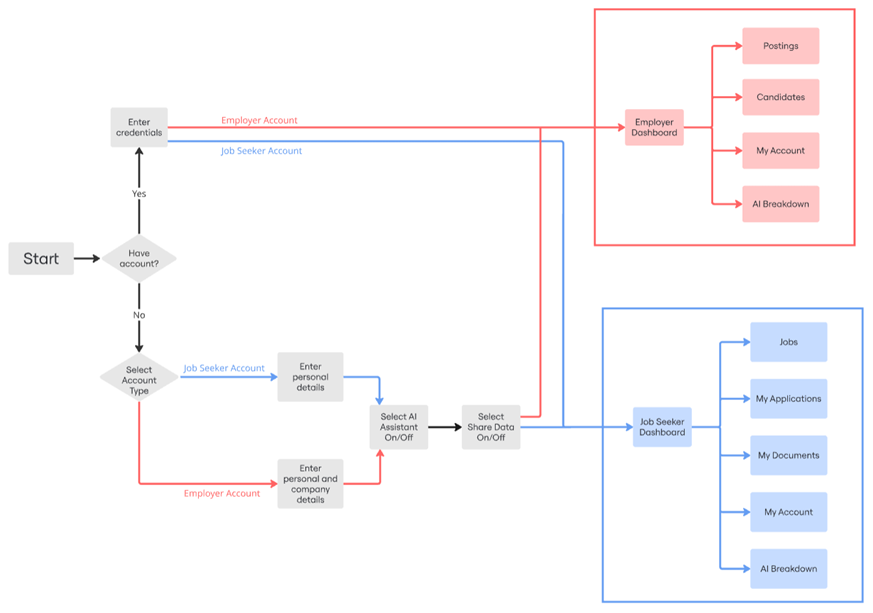 Postings
Enter
credentials
Employer Account
Job Seeker Account
Employer
Dashboard
Candidates
My Account
AI Breakdown
Yes
Start
Have
account?
No
Select
Account
Type
Job Seeker Account
Enter
personal
details
Employer Account
Enter
personal and
company
details
Select AI
Assistant
On/Off
Select
Share Data
On/Off
Job Seeker
Dashboard
Jobs
My Applications
My Documents
My Account
AI Breakdown